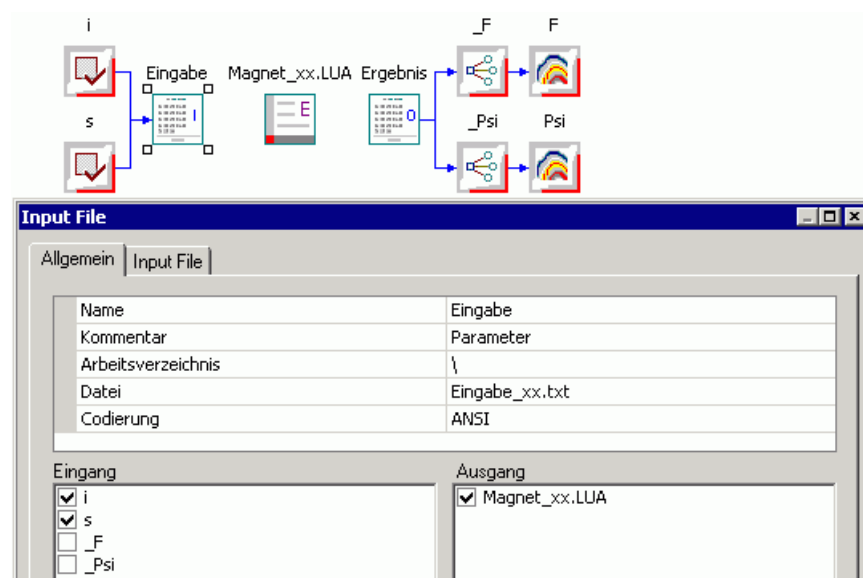 i _F F
Eingabe Magnet_xx.LUA Ergebnis
I E O
s _Psi Psi
Input File
Allgemein Input File
Name Eingabe
Kommentar Parameter
Arbeitsverzeichnis \
Datei Eingabe_xx.txt
Codierung ANSI
Eingang Ausgang
i Magnet_xx.LUA
s
_F
_Psi